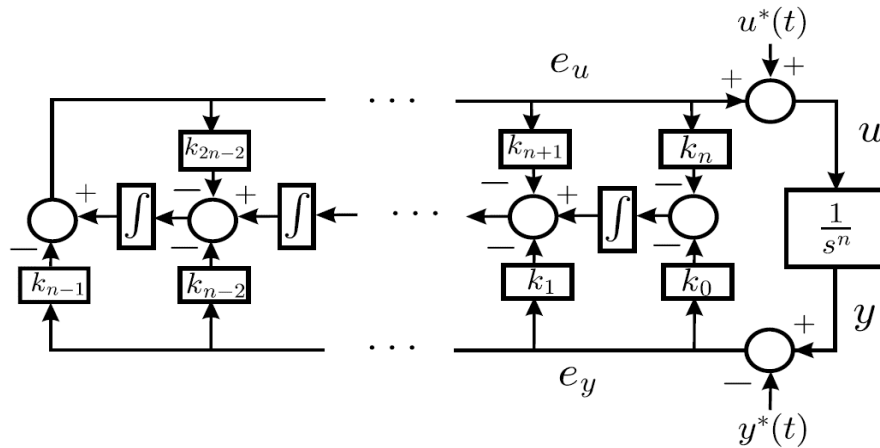 u*(t)
e_u
+ +
· · ·
u
k_{2n−2} k_{n+1} k_n
− − −
+ ∫ + ∫ · · · + ∫
− − − −
1/s^n
k_{n−1} k_{n−2} k_1 k_0
y
+
· · ·
e_y
−
y*(t)